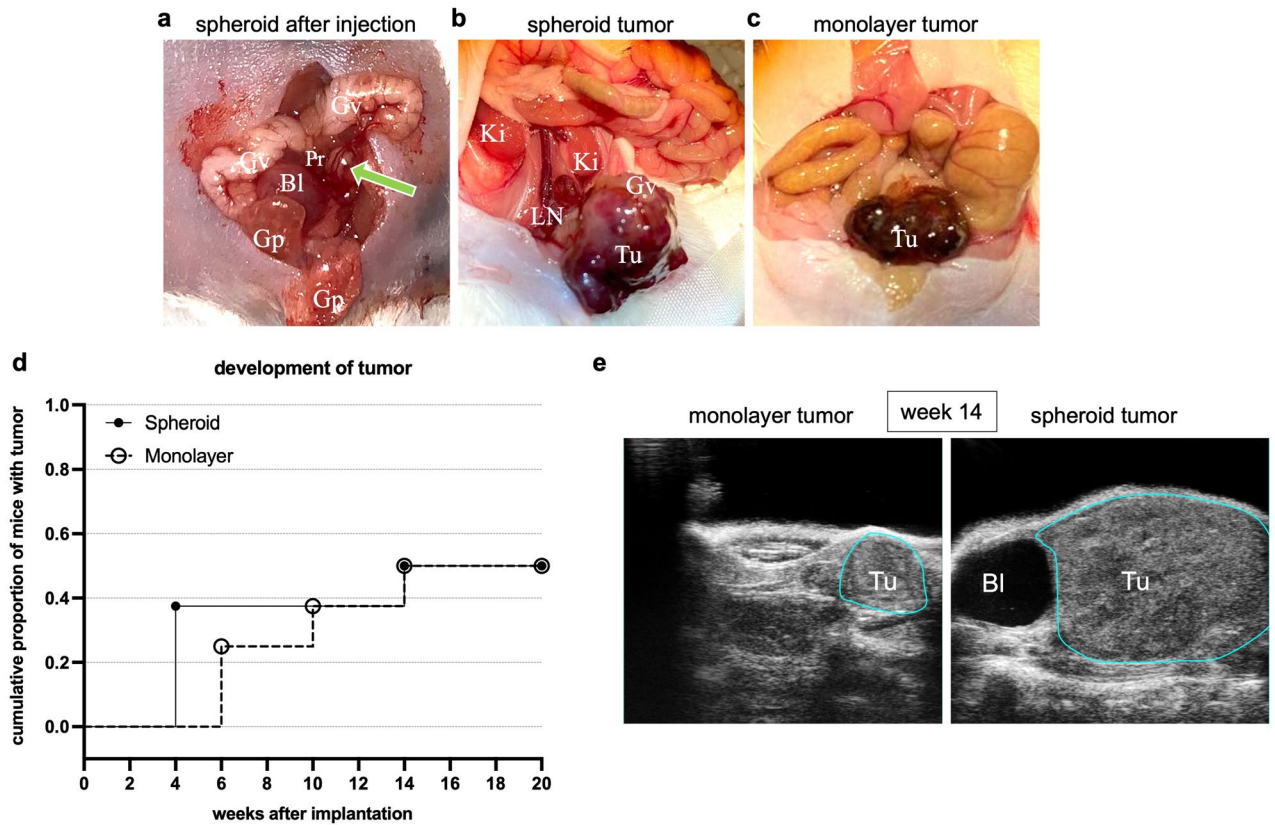 a spheroid after injection
b spheroid tumor
c monolayer tumor
Gv
Gv
Pr
Bl
Gp
Gp
Ki
Ki
Gv
LN
Tu
Tu
d
development of tumor
cumulative proportion of mice with tumor
1.0
0.8
0.6
0.4
0.2
0.0
Spheroid
Monolayer
0 2 4 6 8 10 12 14 16 18 20
weeks after implantation
e
monolayer tumor
week 14
spheroid tumor
Tu
Bl
Tu